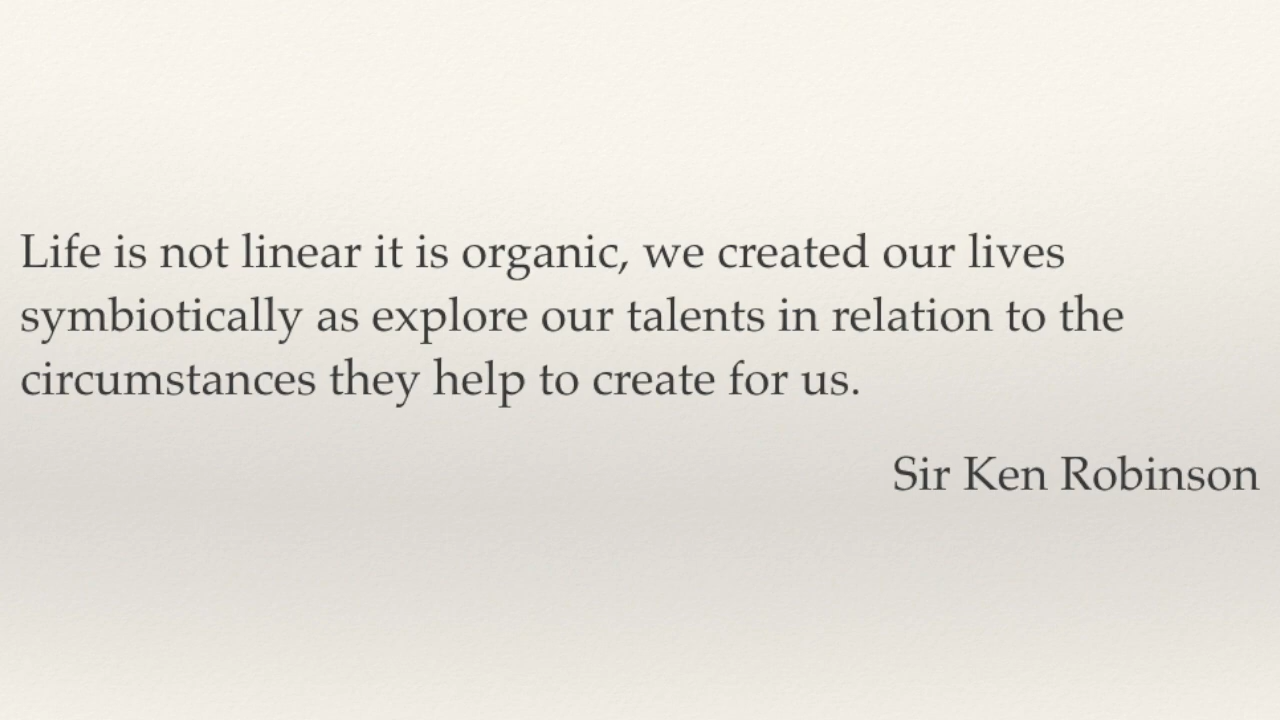 Life is not linear it is organic, we created our lives
symbiotically as explore our talents in relation to the
circumstances they help to create for us.
Sir Ken Robinson